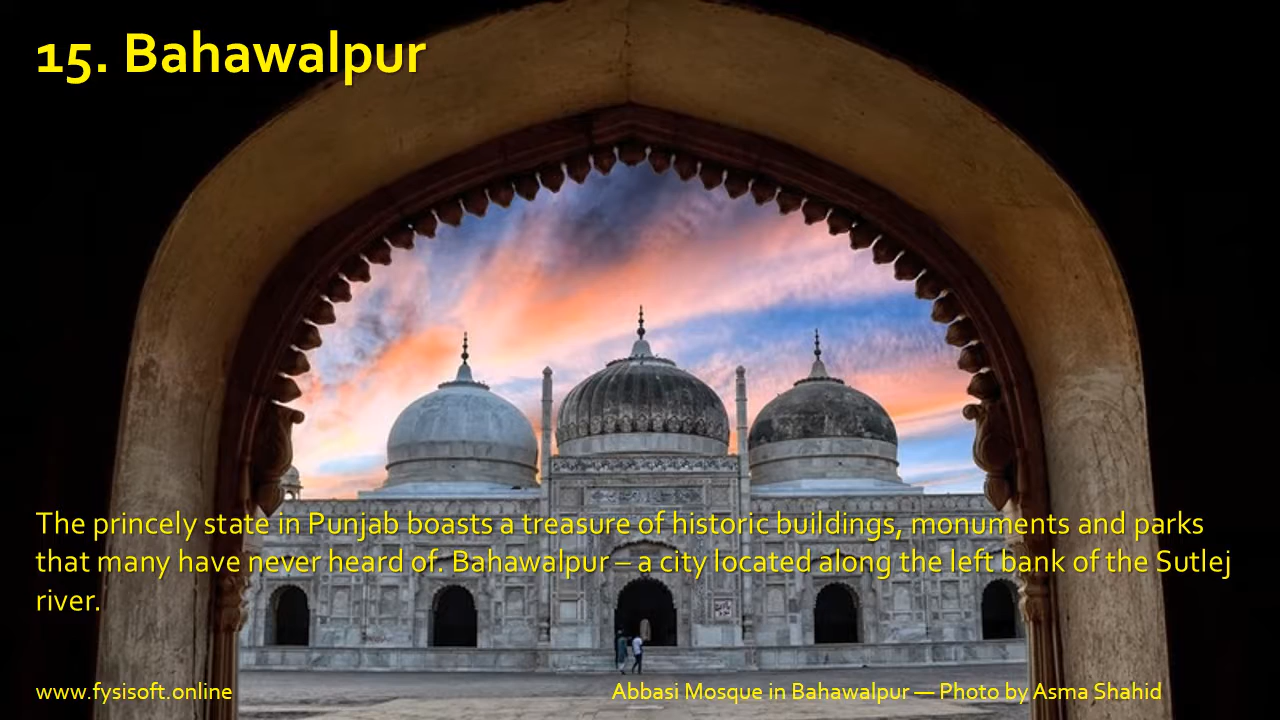 15. Bahawalpur
The princely state in Punjab boasts a treasure of historic buildings, monuments and parks
that many have never heard of. Bahawalpur – a city located along the left bank of the Sutlej
river.
www.fysisoft.online
Abbasi Mosque in Bahawalpur — Photo by Asma Shahid